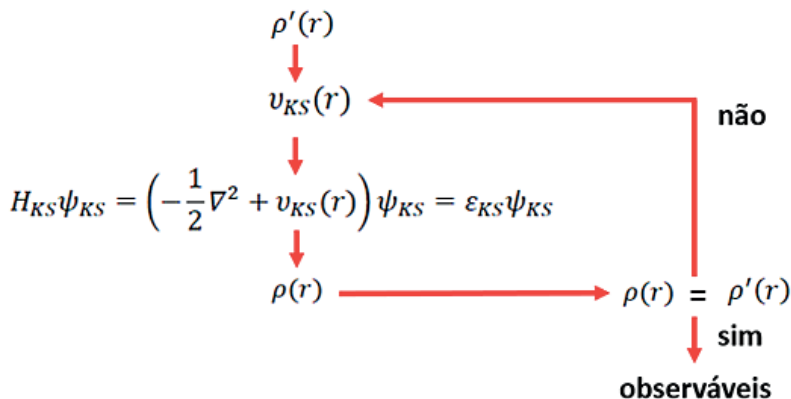 ρ′(r)
υ_KS(r)
não
H_KS ψ_KS = (−1/2 ∇² + υ_KS(r)) ψ_KS = ε_KS ψ_KS
ρ(r)
ρ(r) = ρ′(r)
sim
observáveis